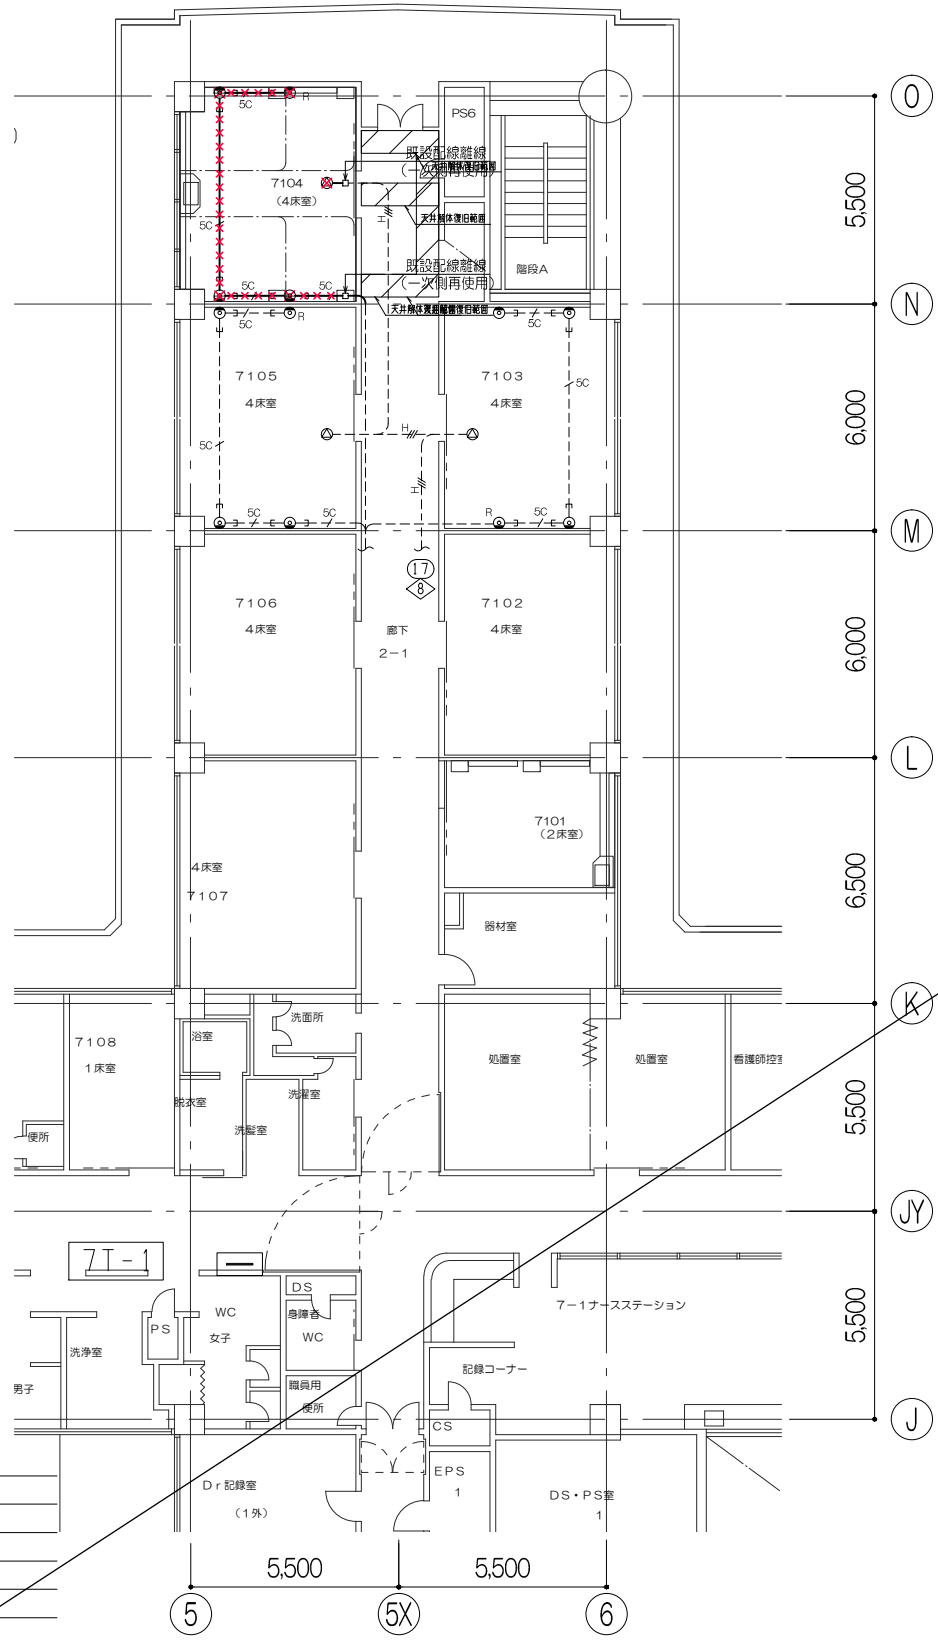 O
PS6
R
5C
既設配線離線
(一次側再使用)
7104
(4床室)
天井解体復旧範囲
H
5,500
5C
既設配線離線
(一次側再使用)
階段A
5C
5C
N
5C
R
5C
7105
4床室
7103
4床室
5C
6,000
5C
H
H
5C
5C
R
5C
M
17
8
7106
4床室
7102
4床室
廊下
2-1
6,000
L
7101
(2床室)
4床室
7107
6,500
器材室
K
7108
1床室
浴室
洗面所
処置室
処置室
看護師控室
脱衣室
洗濯室
洗髪室
便所
5,500
JY
7T-1
DS
7-1ナースステーション
PS
WC
女子
身障者
WC
5,500
洗浄室
記録コーナー
男子
職員用
便所
J
CS
EPS
1
Dr記録室
(1外)
DS・PS室
1
5,500
5,500
5
5X
6